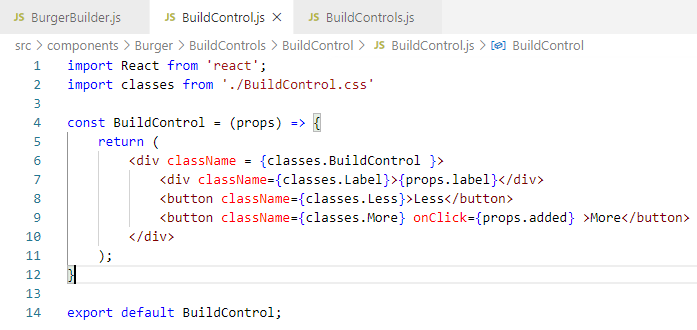 JS BurgerBuilder.js JS BuildControl.js × JS BuildControls.js
src > components > Burger > BuildControls > BuildControl > JS BuildControl.js > BuildControl
1 import React from 'react';
2 import classes from './BuildControl.css'
3
4 const BuildControl = (props) => {
5     return (
6         <div className = {classes.BuildControl }>
7             <div className={classes.Label}>{props.label}</div>
8             <button className={classes.Less}>Less</button>
9             <button className={classes.More} onClick={props.added} >More</button>
10         </div>
11     );
12 }
13
14 export default BuildControl;